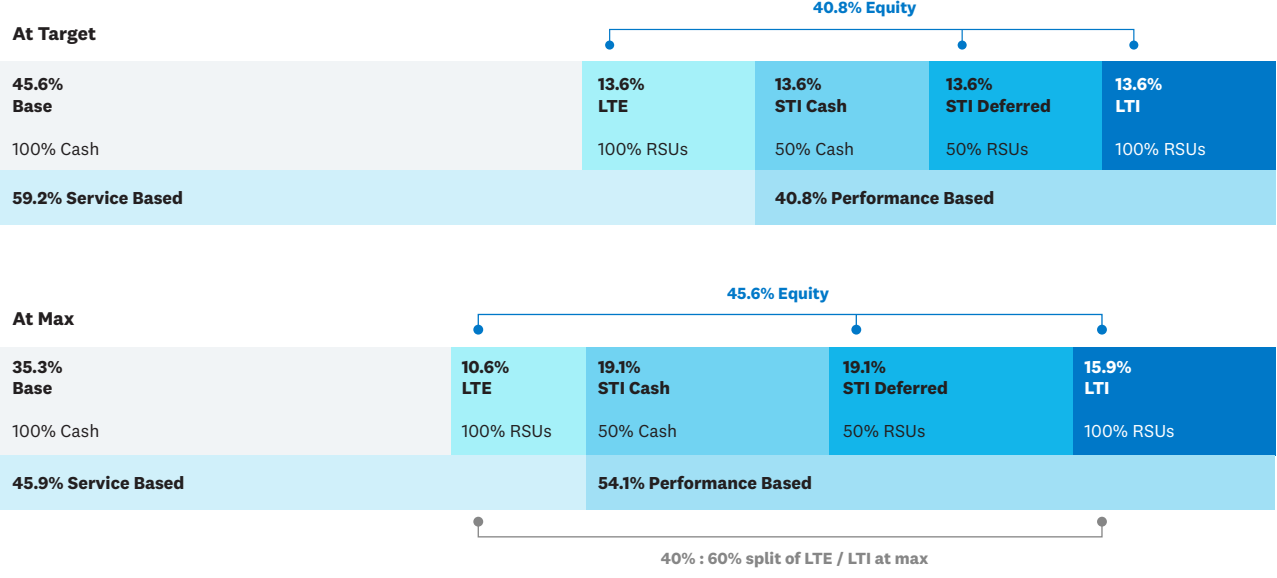 40.8% Equity
At Target
45.6%
Base
100% Cash
13.6%
LTE
100% RSUs
13.6%
STI Cash
50% Cash
13.6%
STI Deferred
50% RSUs
13.6%
LTI
100% RSUs
59.2% Service Based
40.8% Performance Based
45.6% Equity
At Max
35.3%
Base
100% Cash
10.6%
LTE
100% RSUs
19.1%
STI Cash
50% Cash
19.1%
STI Deferred
50% RSUs
15.9%
LTI
100% RSUs
45.9% Service Based
54.1% Performance Based
40% : 60% split of LTE / LTI at max